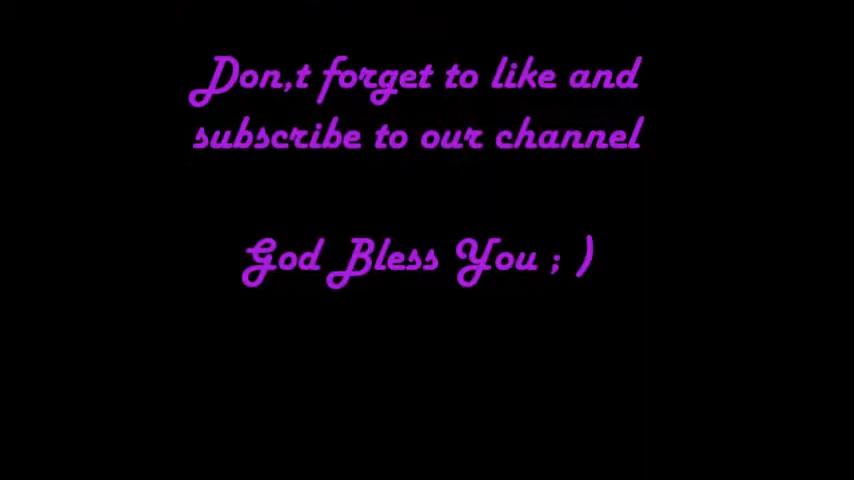 Don,t forget to like and
subscribe to our channel
God Bless You ; )